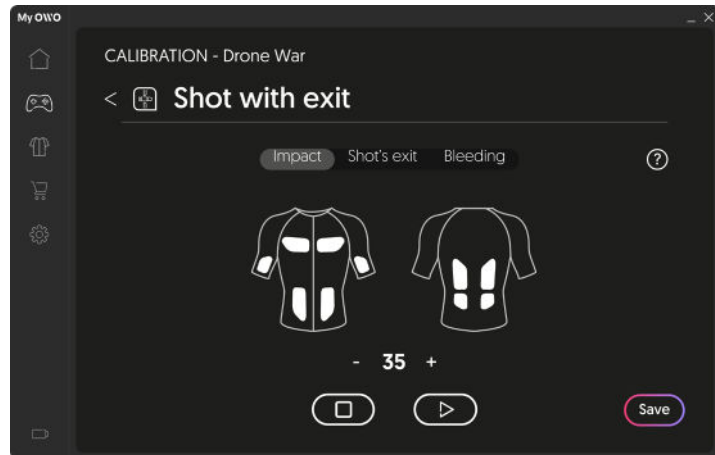 My OWO
CALIBRATION - Drone War
< Shot with exit
Impact Shot's exit Bleeding ?
- 35 +
Save